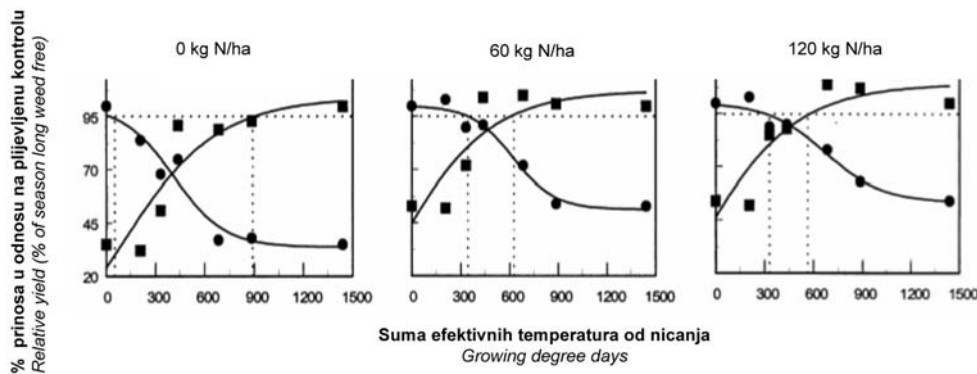 % prinosa u odnosu na plijevljenu kontrolu
Relative yield (% of season long weed free)
0 kg N/ha
60 kg N/ha
120 kg N/ha
95
70
45
20
0 300 600 900 1200 1500
0 300 600 900 1200 1500
0 300 600 900 1200 1500
Suma efektivnih temperatura od nicanja
Growing degree days